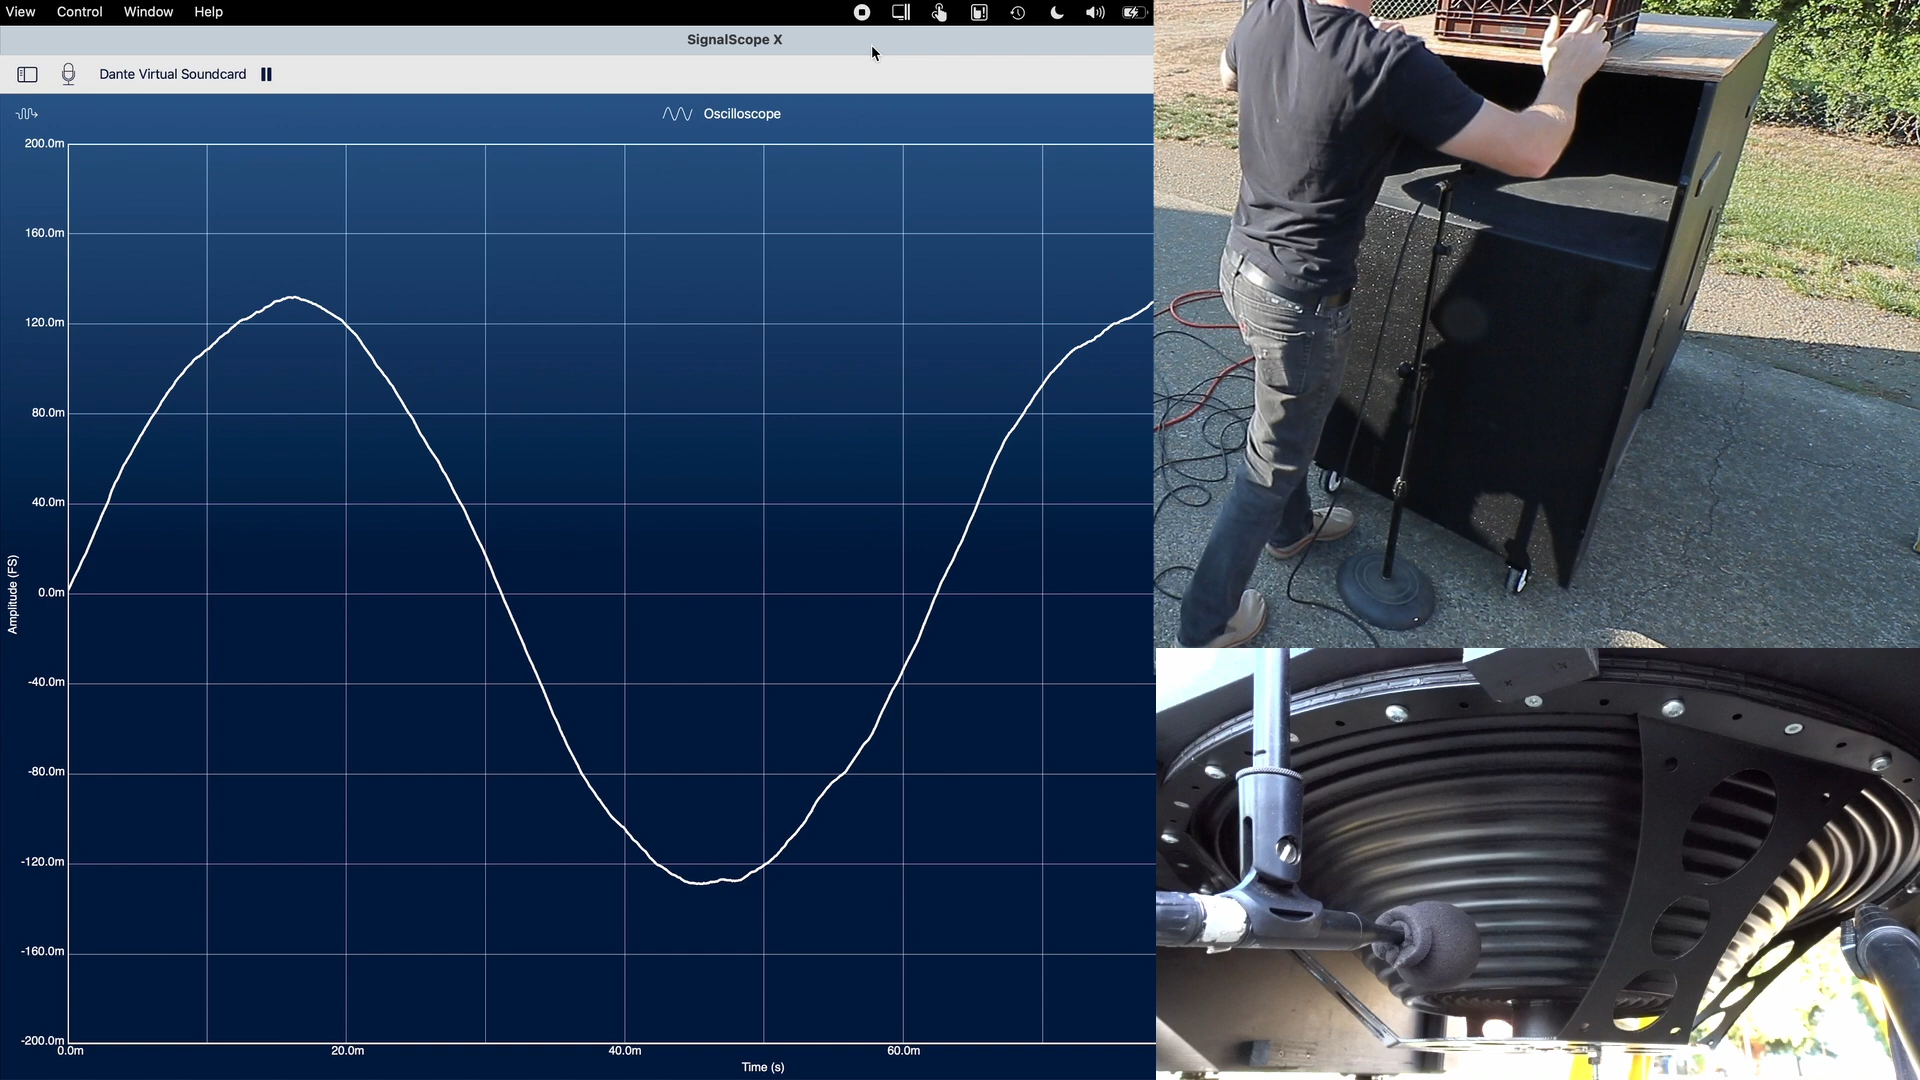 View Control Window Help
SignalScope X
Dante Virtual Soundcard
Oscilloscope
200.0m
160.0m
120.0m
80.0m
40.0m
0.0m
-40.0m
-80.0m
-120.0m
-160.0m
-200.0m
Amplitude (FS)
0.0m 20.0m 40.0m 60.0m
Time (s)